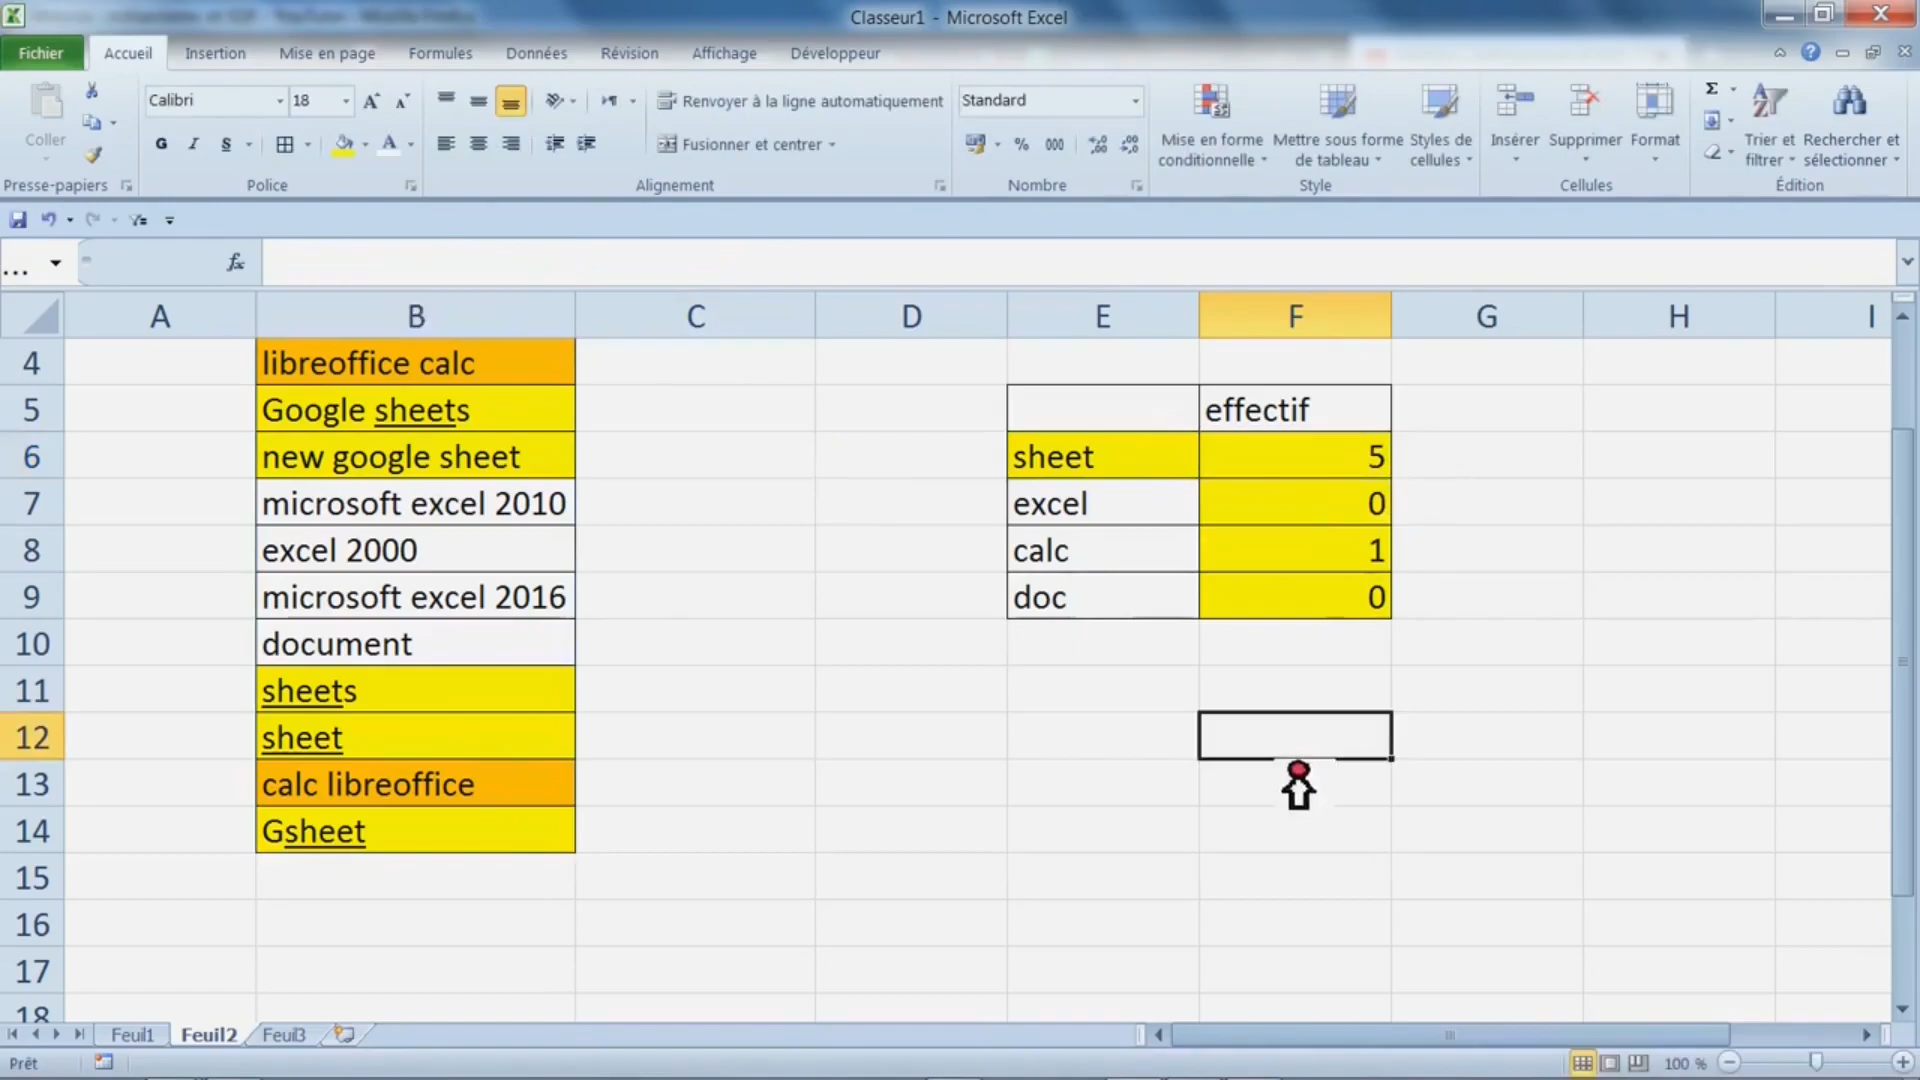 Classeur1 - Microsoft Excel
Fichier Accueil Insertion Mise en page Formules Données Révision Affichage Développeur
Coller
Calibri 18
Renvoyer à la ligne automatiquement
Standard
G I S
Fusionner et centrer
% 000
Mise en forme conditionnelle
Mettre sous forme de tableau
Styles de cellules
Insérer Supprimer Format
Trier et filtrer
Rechercher et sélectionner
Presse-papiers Police Alignement Nombre Style Cellules Édition
... fx
A B C D E F G H I
4 libreoffice calc
5 Google sheets effectif
6 new google sheet sheet 5
7 microsoft excel 2010 excel 0
8 excel 2000 calc 1
9 microsoft excel 2016 doc 0
10 document
11 sheets
12 sheet
13 calc libreoffice
14 Gsheet
15
16
17
18
Feuil1 Feuil2 Feuil3
Prêt 100 %